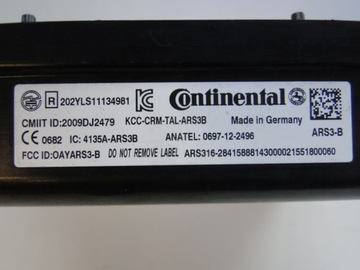 R 202YLS11134981 Continental
CMIIT ID:2009DJ2479 KCC-CRM-TAL-ARS3B Made in Germany
CE 0682 IC: 4135A-ARS3B ANATEL: 0697-12-2496 ARS3-B
FCC ID:OAYARS3-B DO NOT REMOVE LABEL ARS316-28415888143000021551800060